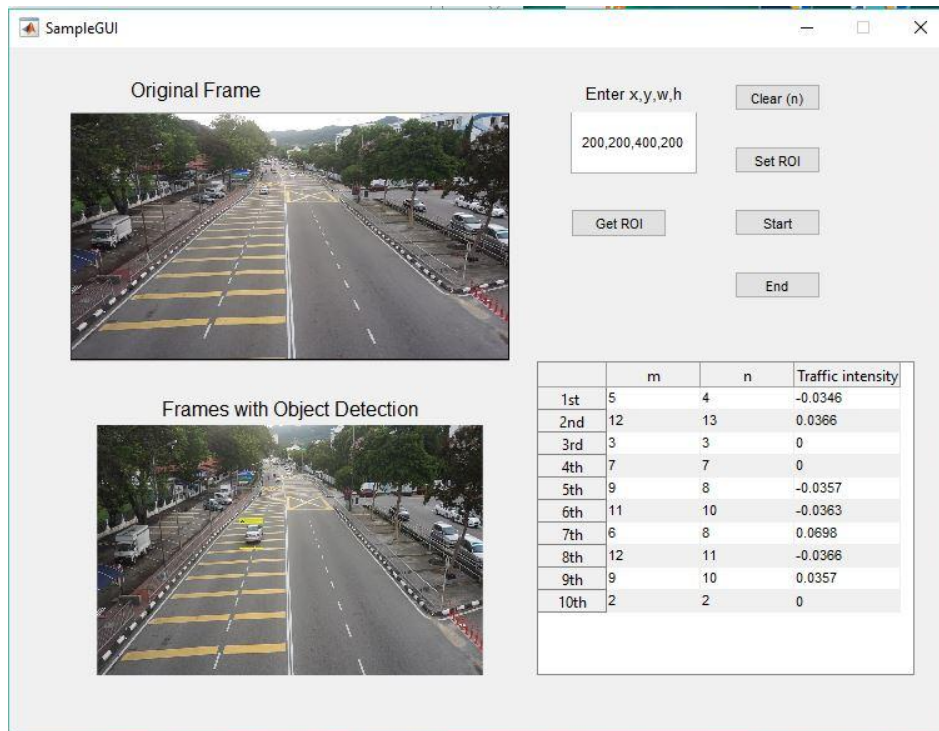 SampleGUI
Original Frame
Enter x,y,w,h
200,200,400,200
Clear (n)
Set ROI
Get ROI
Start
End
Frames with Object Detection
m n Traffic intensity
1st 5 4 -0.0346
2nd 12 13 0.0366
3rd 3 3 0
4th 7 7 0
5th 9 8 -0.0357
6th 11 10 -0.0363
7th 6 8 0.0698
8th 12 11 -0.0366
9th 9 10 0.0357
10th 2 2 0